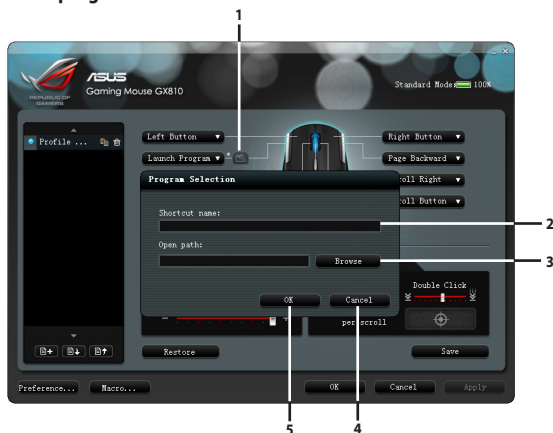 1
ASUS
Gaming Mouse GX810
REPUBLIC OF
GAMERS
Standard Mode: 100%
Profile ...
Left Button
Right Button
Launch Program
Page Backward
Program Selection
oll Right
oll Button
Shortcut name:
2
Open path:
Browse
3
Double Click
OK
Cancel
per scroll
Restore
Save
Preference...
Macro...
OK
Cancel
Apply
5
4